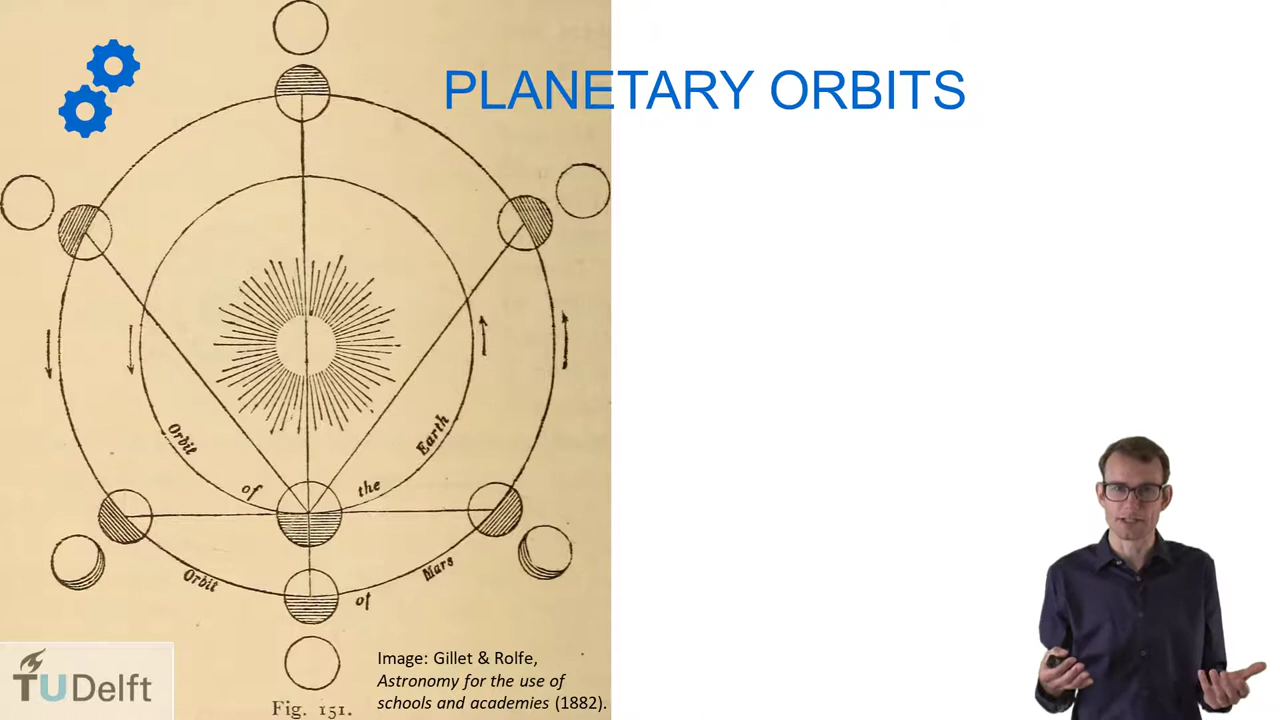 PLANETARY ORBITS
Orbit
of
the
Earth
Orbit
of
Mars
Image: Gillet & Rolfe,
Astronomy for the use of
schools and academies (1882).
Fig. 151.
TUDelft